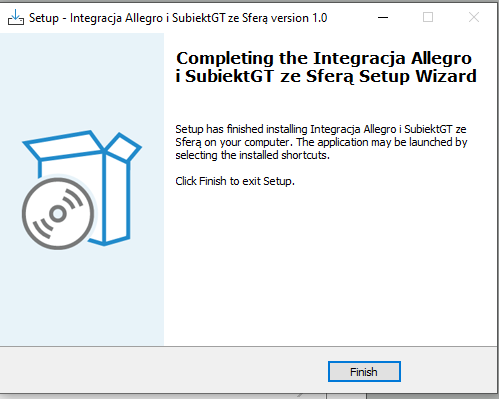 Setup - Integracja Allegro i SubiektGT ze Sferą version 1.0
Completing the Integracja Allegro
i SubiektGT ze Sferą Setup Wizard
Setup has finished installing Integracja Allegro i SubiektGT ze
Sferą on your computer. The application may be launched by
selecting the installed shortcuts.
Click Finish to exit Setup.
Finish